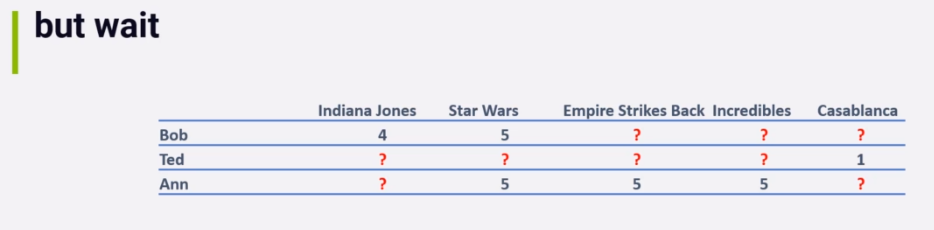 but wait
Indiana Jones Star Wars Empire Strikes Back Incredibles Casablanca
Bob 4 5 ? ? ?
Ted ? ? ? ? 1
Ann ? 5 5 5 ?